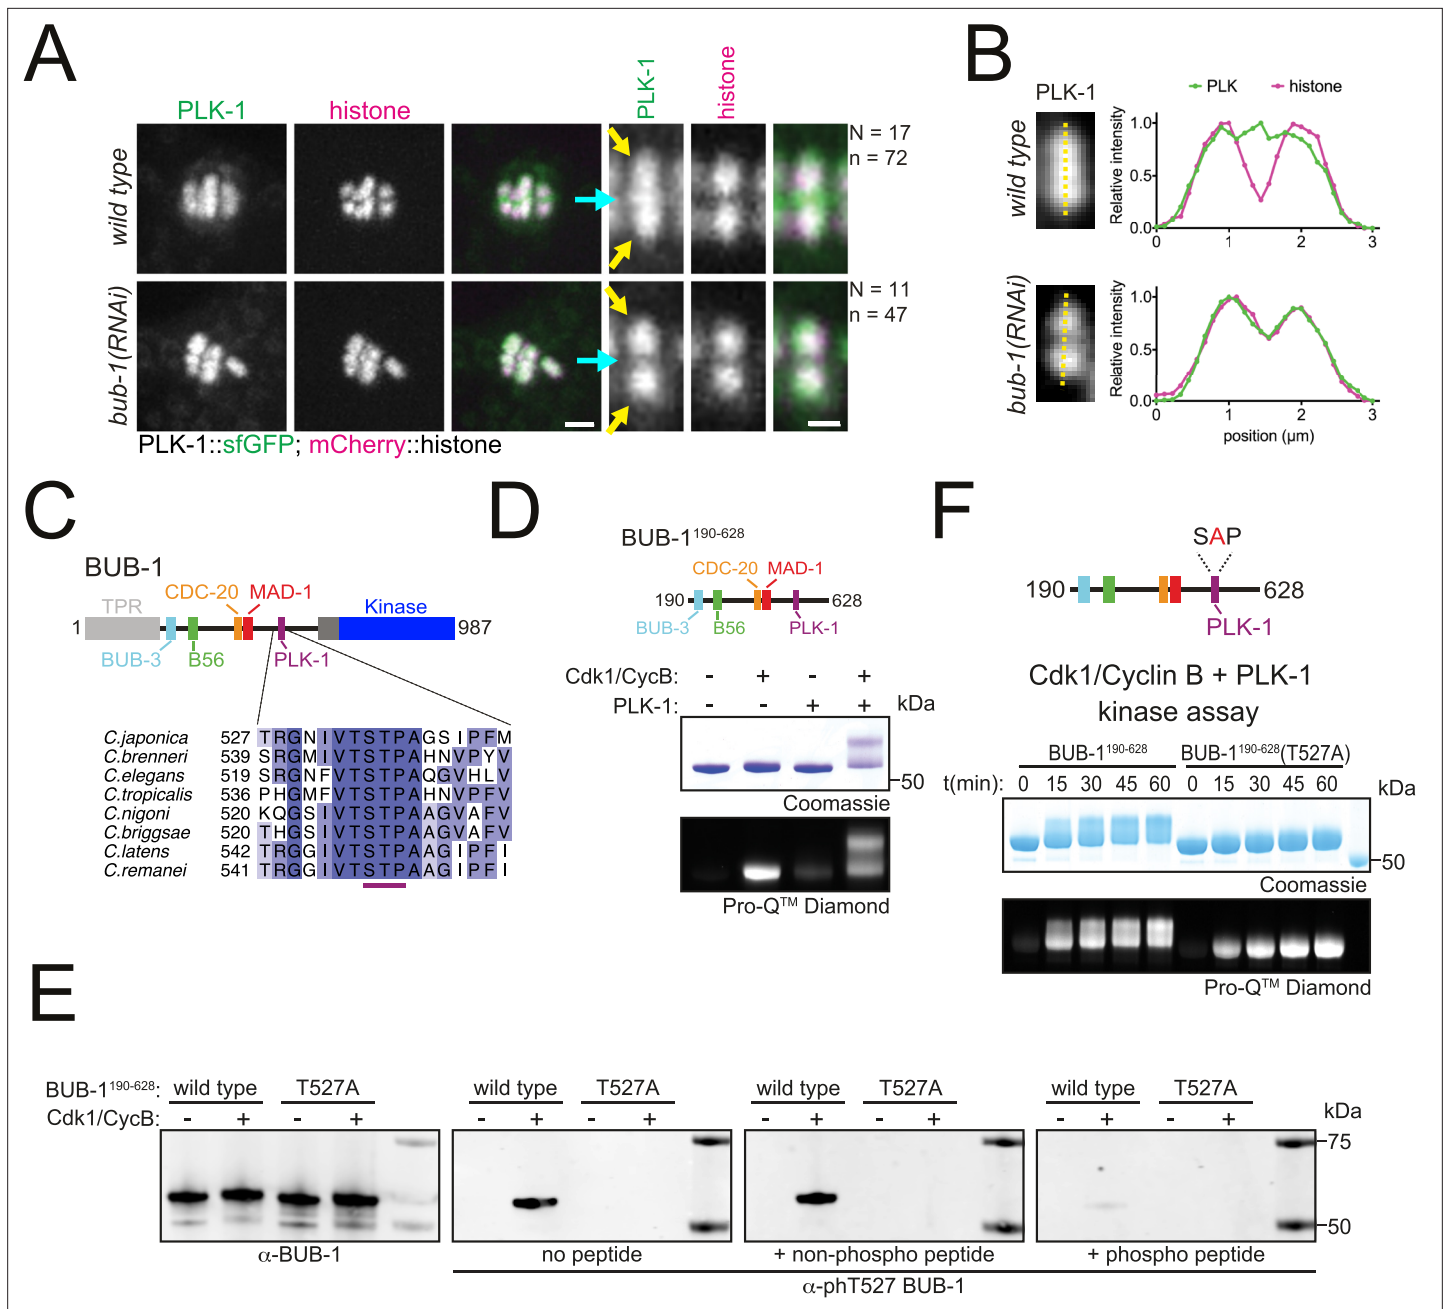 A
PLK-1
histone
PLK-1
histone
wild type
N = 17
n = 72
bub-1(RNAi)
N = 11
n = 47
PLK-1::sfGFP; mCherry::histone
B
PLK-1
PLK
histone
wild type
Relative intensity
1.0
0.5
0.0
0
1
2
3
bub-1(RNAi)
Relative intensity
1.0
0.5
0.0
0
1
2
3
position (µm)
C
BUB-1
TPR
CDC-20
MAD-1
Kinase
1
987
BUB-3
B56
PLK-1
C.japonica 527 TRGNIVTSTPAGSIPFM
C.brenneri 539 SRGMIVTSTPAHNVPYV
C.elegans 519 SRGNFVTSTPAQGVHLV
C.tropicalis 536 PHGMFVTSTPAHNVPFV
C.nigoni 520 KQGSIVTSTPAAGVAFV
C.briggsae 520 THGSIVTSTPAAGVAFV
C.latens 542 TRGGIVTSTPAAGIPFI
C.remanei 541 TRGGIVTSTPAAGIPFI
D
BUB-1190-628
CDC-20 MAD-1
190
628
BUB-3
B56
PLK-1
Cdk1/CycB: - + - +
PLK-1: - - + +
kDa
50
Coomassie
Pro-QTM Diamond
F
SAP
190
628
PLK-1
Cdk1/Cyclin B + PLK-1
kinase assay
BUB-1190-628
BUB-1190-628(T527A)
t(min): 0 15 30 45 60 0 15 30 45 60
kDa
50
Coomassie
Pro-QTM Diamond
E
BUB-1190-628: wild type T527A wild type T527A wild type T527A wild type T527A
Cdk1/CycB: - + - + - + - + - + - + - + - +
kDa
75
50
α-BUB-1
no peptide
+ non-phospho peptide
+ phospho peptide
α-phT527 BUB-1